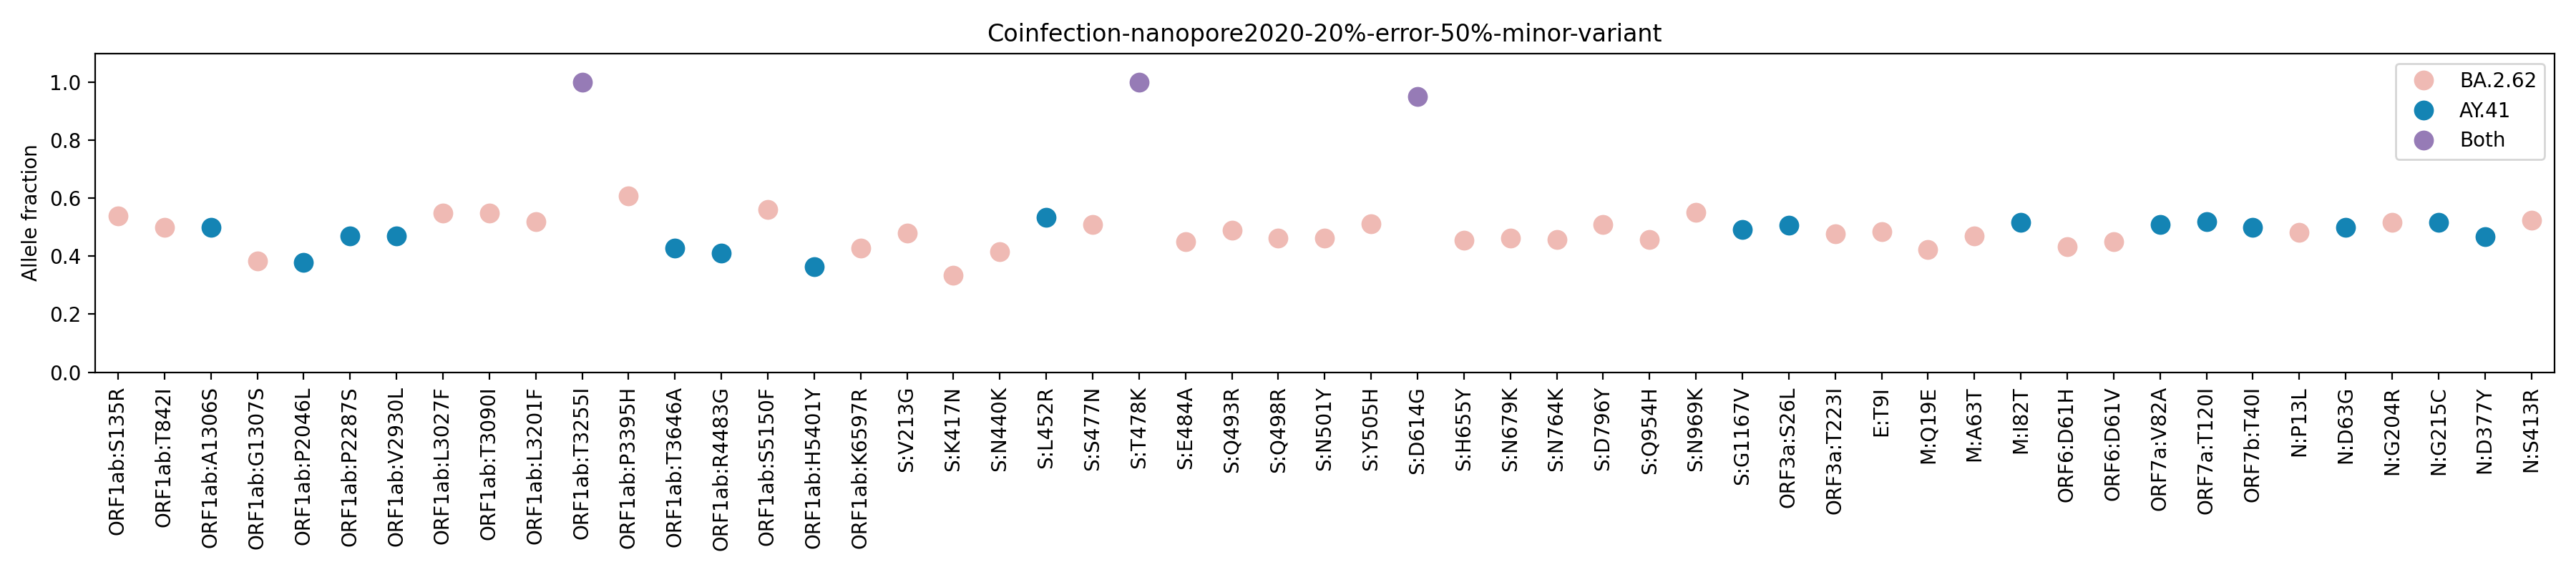 Coinfection-nanopore2020-20%-error-50%-minor-variant
Allele fraction
1.0
0.8
0.6
0.4
0.2
0.0
BA.2.62
AY.41
Both
ORF1ab:S135R
ORF1ab:T842I
ORF1ab:A1306S
ORF1ab:G1307S
ORF1ab:P2046L
ORF1ab:P2287S
ORF1ab:V2930L
ORF1ab:L3027F
ORF1ab:T3090I
ORF1ab:L3201F
ORF1ab:T3255I
ORF1ab:P3395H
ORF1ab:T3646A
ORF1ab:R4483G
ORF1ab:S5150F
ORF1ab:H5401Y
ORF1ab:K6597R
S:V213G
S:K417N
S:N440K
S:L452R
S:S477N
S:T478K
S:E484A
S:Q493R
S:Q498R
S:N501Y
S:Y505H
S:D614G
S:H655Y
S:N679K
S:N764K
S:D796Y
S:Q954H
S:N969K
S:G1167V
ORF3a:S26L
ORF3a:T223I
E:T9I
M:Q19E
M:A63T
M:I82T
ORF6:D61H
ORF6:D61V
ORF7a:V82A
ORF7a:T120I
ORF7b:T40I
N:P13L
N:D63G
N:G204R
N:G215C
N:D377Y
N:S413R